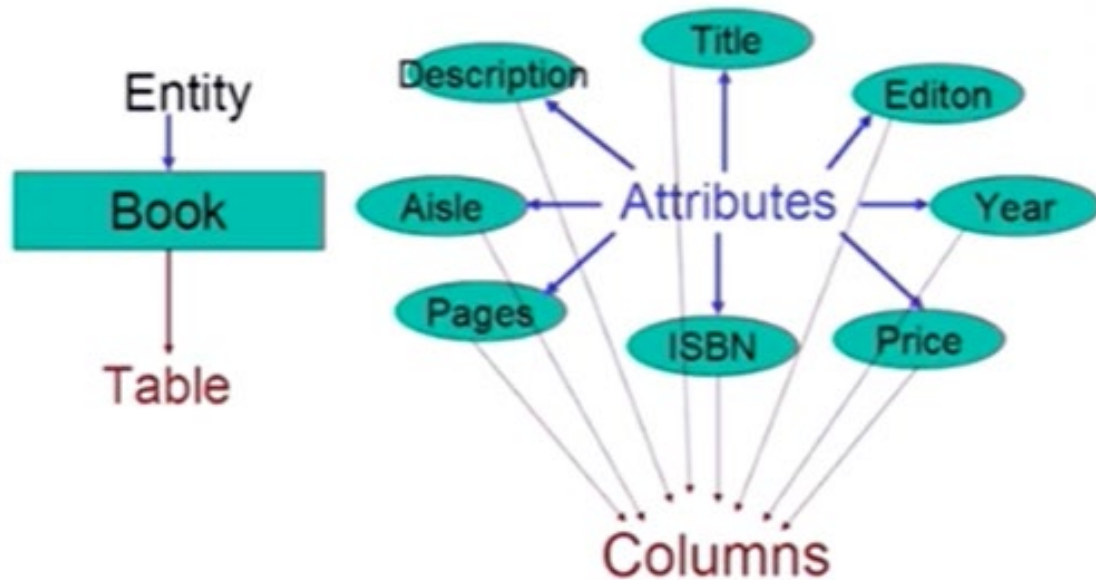 Entity
Book
Table
Description
Title
Editon
Aisle
Attributes
Year
Pages
ISBN
Price
Columns